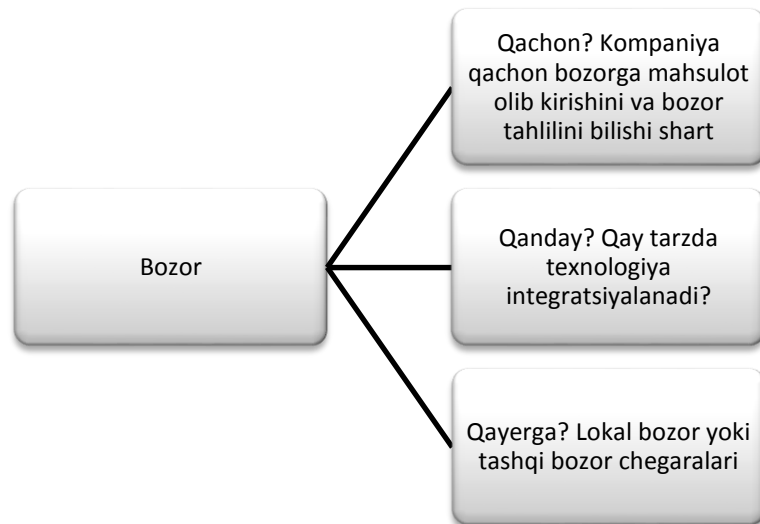 Bozor
Qachon? Kompaniya
qachon bozorga mahsulot
olib kirishini va bozor
tahlilini bilishi shart
Qanday? Qay tarzda
texnologiya
integratsiyalanadi?
Qayerga? Lokal bozor yoki
tashqi bozor chegaralari